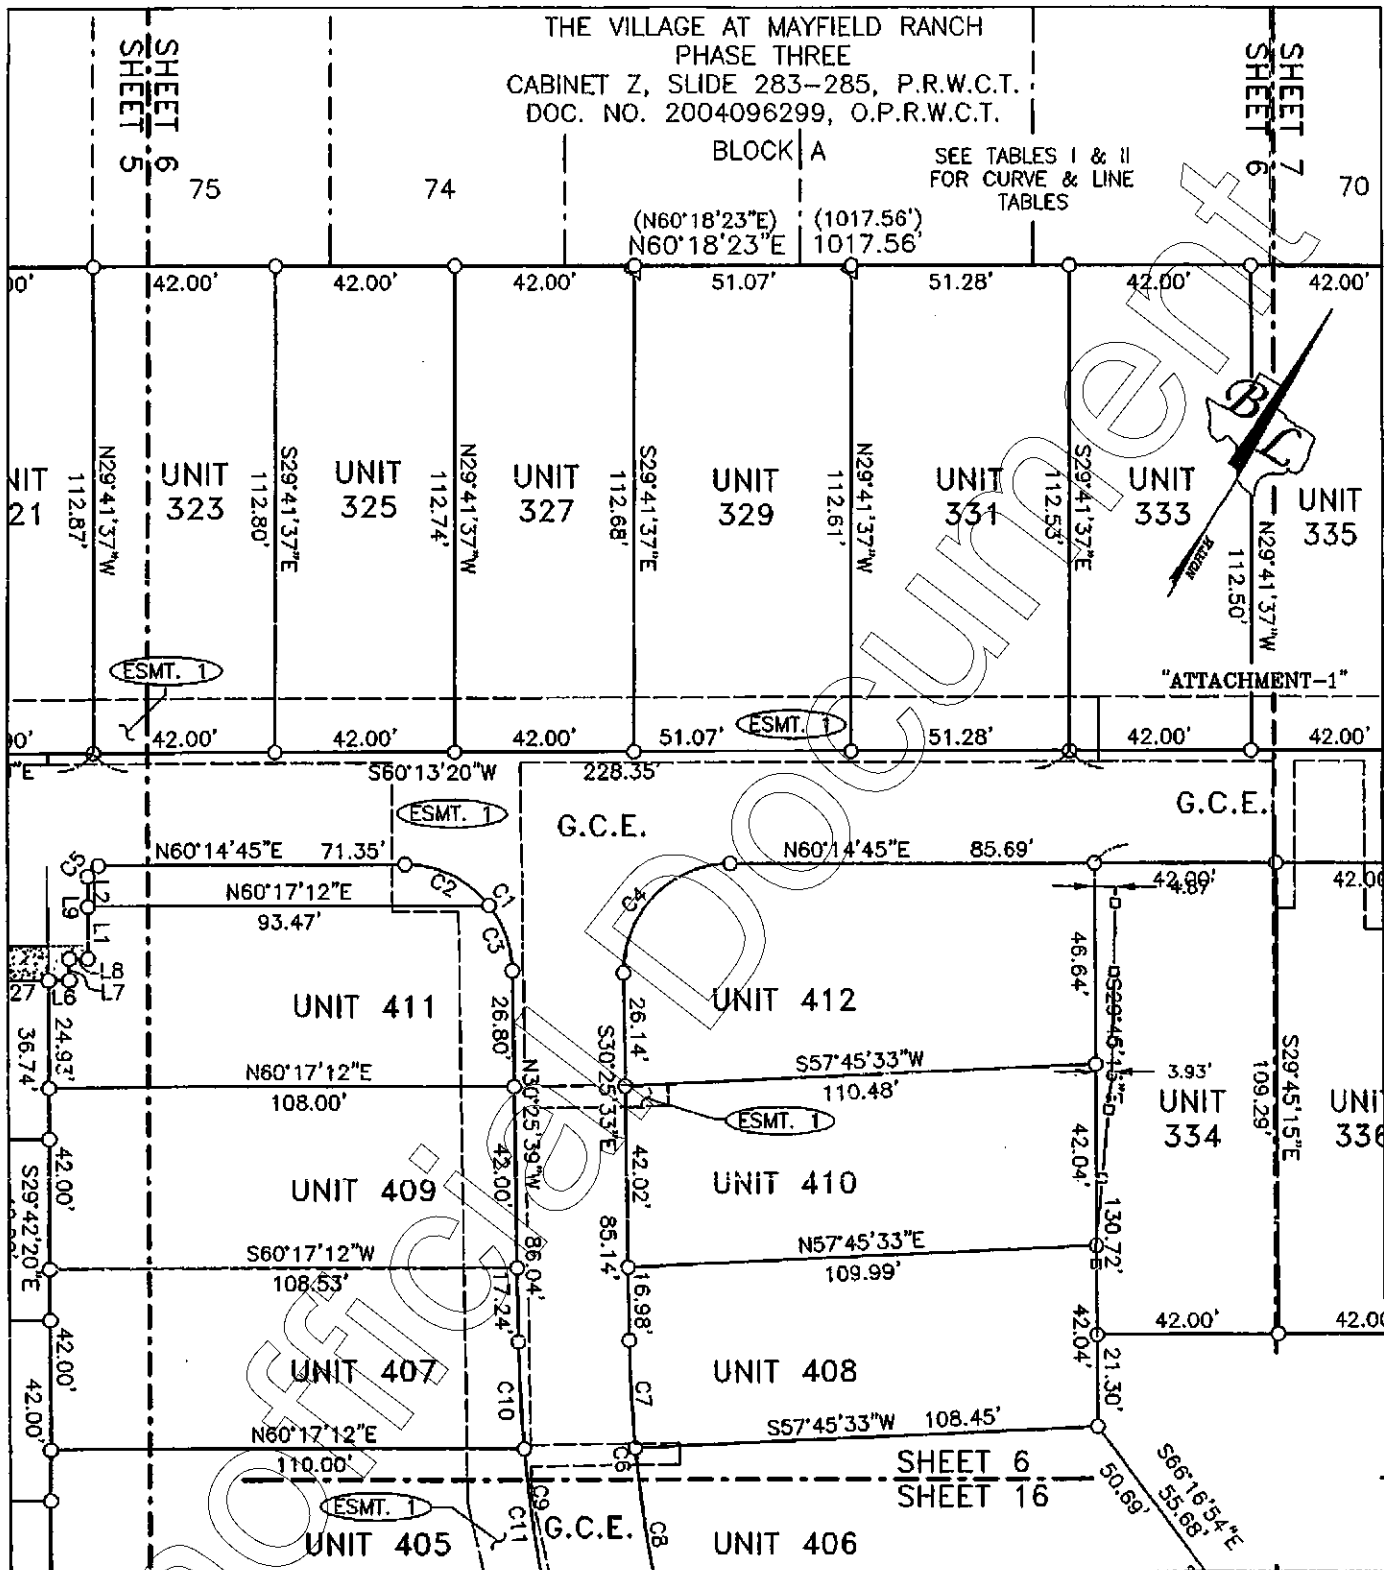 THE VILLAGE AT MAYFIELD RANCH
PHASE THREE
CABINET Z, SLIDE 283-285, P.R.W.C.T.
DOC. NO. 2004096299, O.P.R.W.C.T.
BLOCK A
SEE TABLES I & II
FOR CURVE & LINE
TABLES
SHEET 6
SHEET 5
SHEET 7
SHEET 6
75
74
70
(N60°18'23"E) (1017.56')
N60°18'23"E 1017.56'
00'
42.00'
42.00'
42.00'
51.07'
51.28'
42.00'
42.00'
NIT
21
N29°41'37"W
112.87'
UNIT
323
S29°41'37"E
112.80'
UNIT
325
N29°41'37"W
112.74'
UNIT
327
S29°41'37"E
112.68'
UNIT
329
N29°41'37"W
112.61'
UNIT
331
S29°41'37"E
112.53'
UNIT
333
N29°41'37"W
112.50'
UNIT
335
B L
NORTH
ESMT. 1
"ATTACHMENT-1"
ESMT. 1
00'
42.00'
42.00'
42.00'
51.07'
51.28'
42.00'
42.00'
"E
S60°13'20"W 228.35'
ESMT. 1
G.C.E.
G.C.E.
N60°14'45"E 71.35'
N60°14'45"E 85.69'
C5
C2
C1
C3
C4
L2
L9
L1
N60°17'12"E
93.47'
42.00'
4.87'
42.00'
L8
L7
L6
27
24.93'
36.74'
UNIT 411
26.80'
26.14'
UNIT 412
46.64'
S29°45'15"E
N60°17'12"E
108.00'
N30°25'39"W
86.04'
S30°25'33"E
85.14'
S57°45'33"W
110.48'
3.93'
ESMT. 1
S29°45'15"E
109.29'
UNIT
334
UNIT
336
42.00'
S29°42'20"E
UNIT 409
42.00'
42.02'
UNIT 410
42.04'
130.72'
S60°17'12"W
108.53'
N57°45'33"E
109.99'
17.24'
16.98'
42.00'
42.00'
42.00'
42.00'
UNIT 407
C10
C7
UNIT 408
42.04'
21.30'
N60°17'12"E
110.00'
S57°45'33"W 108.45'
C6
SHEET 6
SHEET 16
S66°16'54"E
55.68'
50.69'
ESMT. 1
C9
C11
C8
G.C.E.
UNIT 405
UNIT 406
nofficial Document